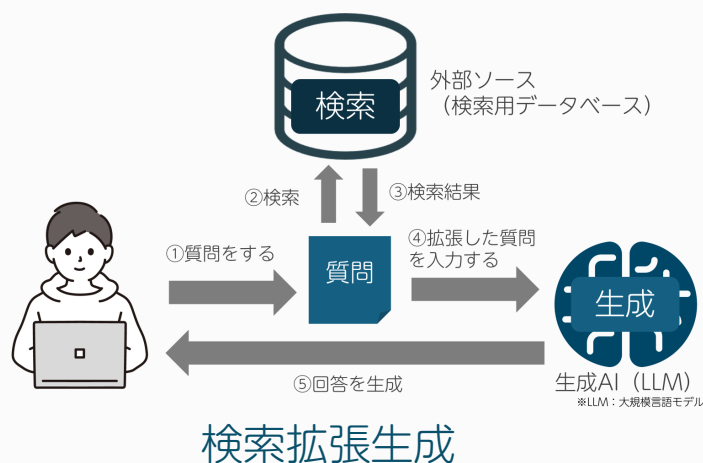 検索
外部ソース
（検索用データベース）
②検索
③検索結果
①質問をする
質問
④拡張した質問
を入力する
生成
⑤回答を生成
生成AI（LLM）
※LLM：大規模言語モデル
検索拡張生成